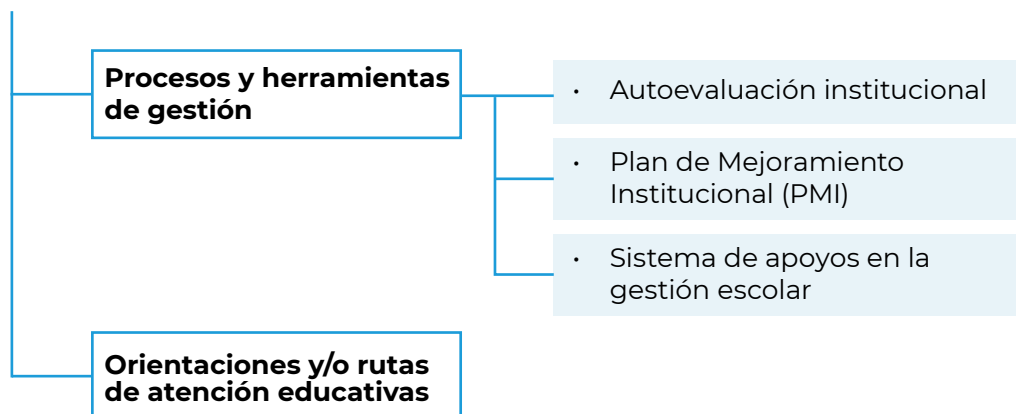 Procesos y herramientas
de gestión
• Autoevaluación institucional
• Plan de Mejoramiento
Institucional (PMI)
• Sistema de apoyos en la
gestión escolar
Orientaciones y/o rutas
de atención educativas